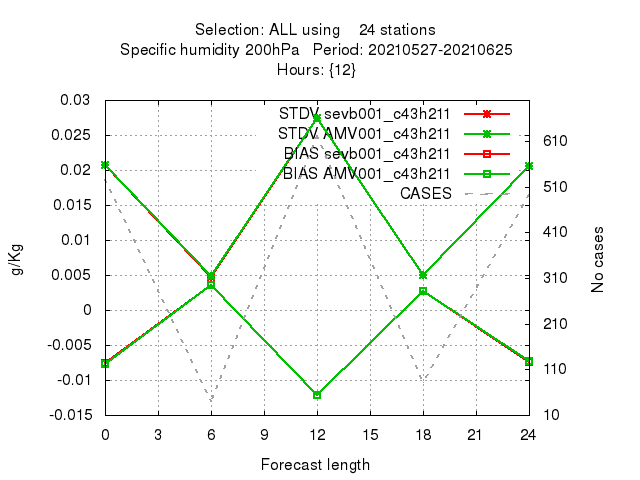 Selection: ALL using 24 stations
Specific humidity 200hPa Period: 20210527-20210625
Hours: {12}
STDV sevb001_c43h211
STDV AMV001_c43h211
BIAS sevb001_c43h211
BIAS AMV001_c43h211
CASES
0.03
0.025
0.02
0.015
0.01
0.005
0
-0.005
-0.01
-0.015
g/Kg
610
510
410
310
210
110
10
No cases
0 3 6 9 12 15 18 21 24
Forecast length